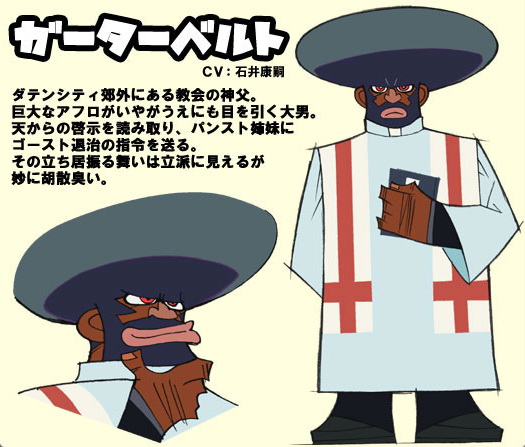 ガーターベルト
CV：石井康嗣
ダテンシティ郊外にある教会の神父。
巨大なアフロがいやがうえにも目を引く大男。
天からの啓示を読み取り、パンスト姉妹に
ゴースト退治の指令を送る。
その立ち居振る舞いは立派に見えるが
妙に胡散臭い。